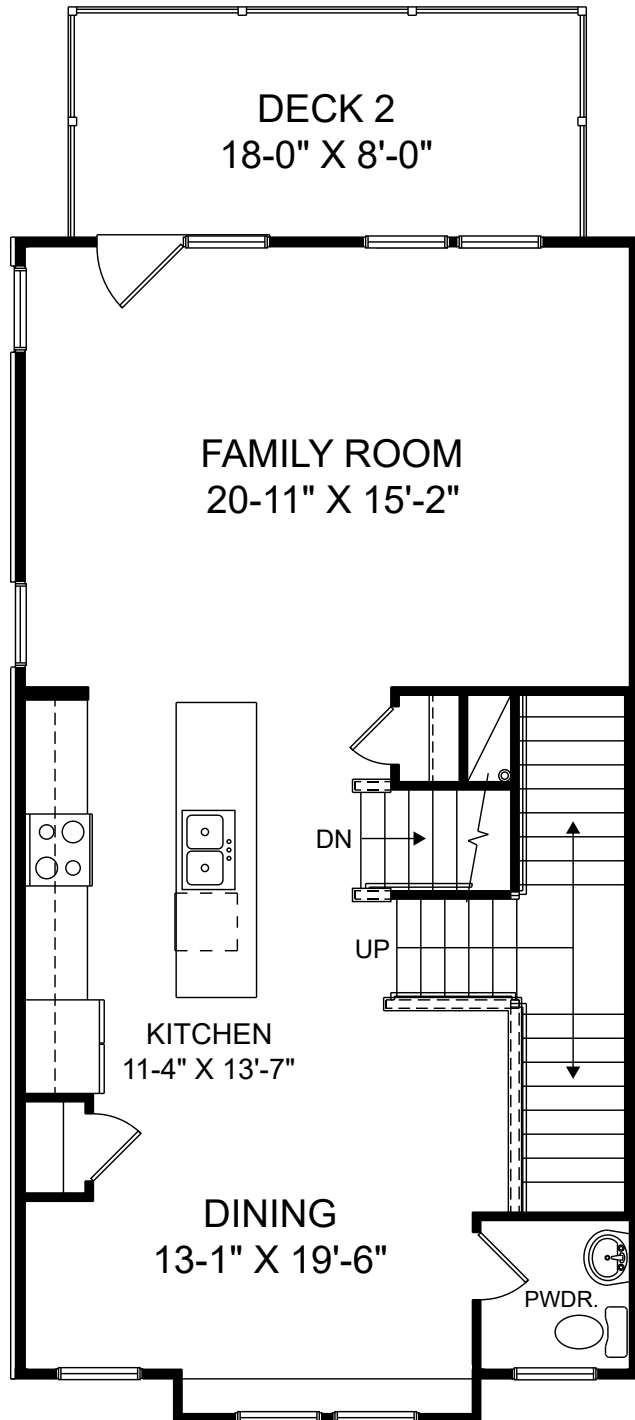 DECK 2
18-0" X 8'-0"
FAMILY ROOM
20-11" X 15'-2"
DN
UP
KITCHEN
11-4" X 13'-7"
DINING
13-1" X 19'-6"
PWDR.